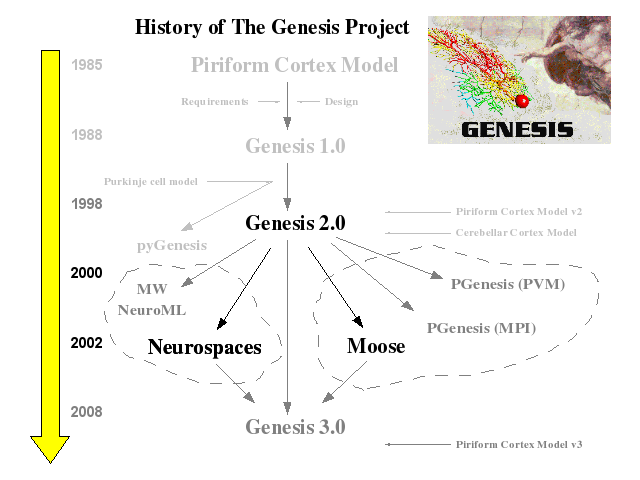 History of The Genesis Project
1985
Piriform Cortex Model
Requirements
Design
GENESIS
1988
Genesis 1.0
Purkinje cell model
1998
Genesis 2.0
Piriform Cortex Model v2
pyGenesis
Cerebellar Cortex Model
2000
MW
NeuroML
PGenesis (PVM)
PGenesis (MPI)
2002
Neurospaces
Moose
2008
Genesis 3.0
Piriform Cortex Model v3